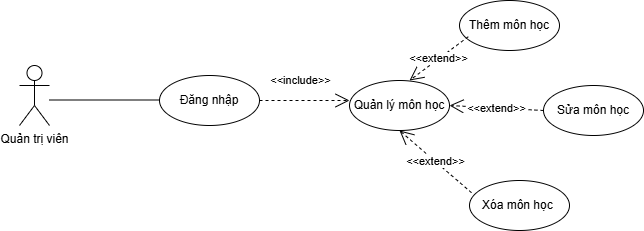 Thêm môn học
<<extend>>
<<include>>
Đăng nhập
Quản lý môn học
<<extend>>
Sửa môn học
Quản trị viên
<<extend>>
Xóa môn học